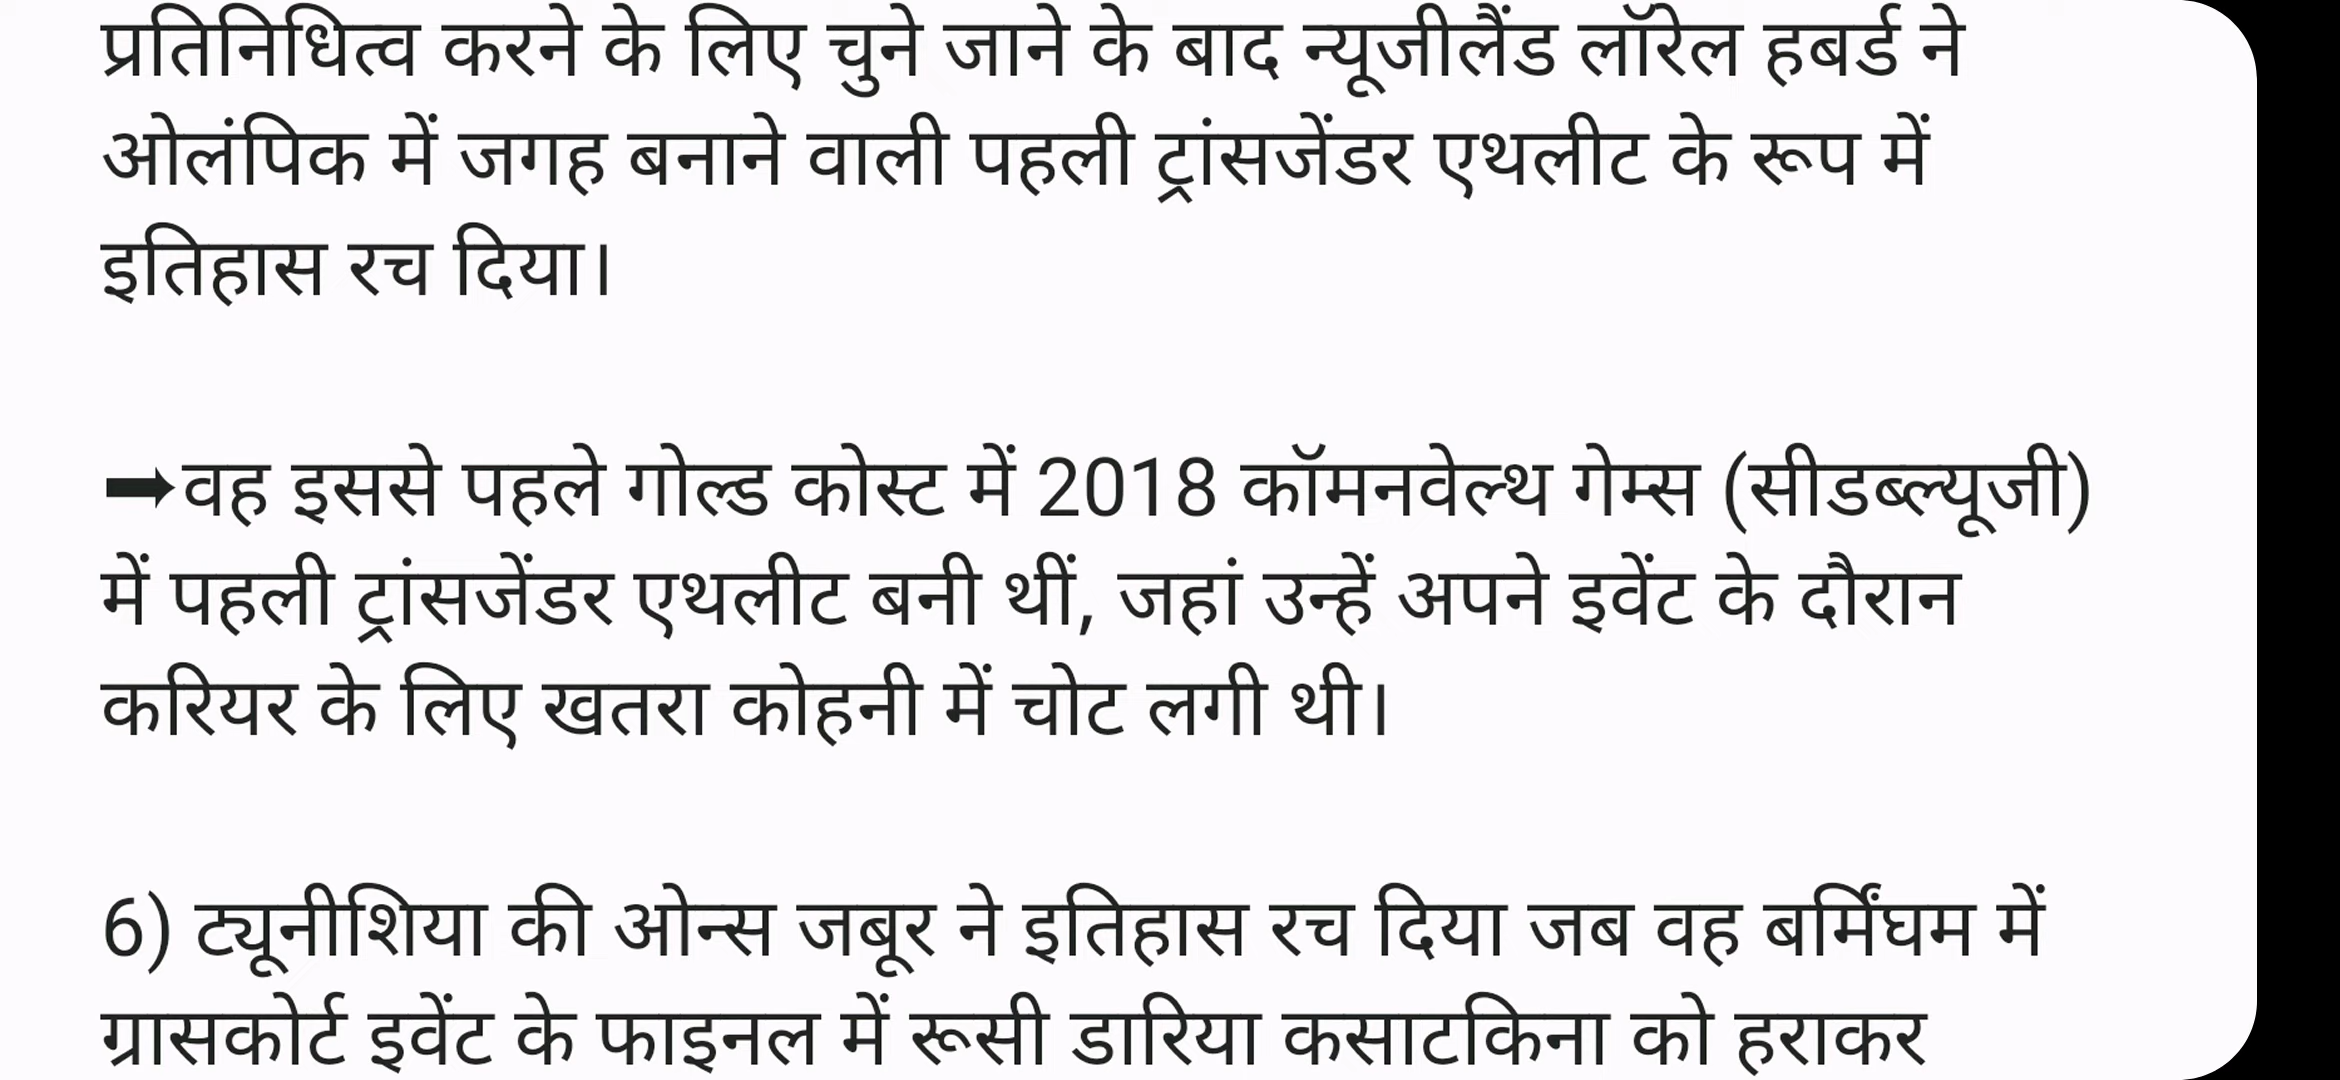 प्रतिनिधित्व करने के लिए चुने जाने के बाद न्यूजीलैंड लॉरेल हबर्ड ने
ओलंपिक में जगह बनाने वाली पहली ट्रांसजेंडर एथलीट के रूप में
इतिहास रच दिया।
➡वह इससे पहले गोल्ड कोस्ट में 2018 कॉमनवेल्थ गेम्स (सीडब्ल्यूजी)
में पहली ट्रांसजेंडर एथलीट बनी थीं, जहां उन्हें अपने इवेंट के दौरान
करियर के लिए खतरा कोहनी में चोट लगी थी।
6) ट्यूनीशिया की ओन्स जबूर ने इतिहास रच दिया जब वह बर्मिंघम में
ग्रासकोर्ट इवेंट के फाइनल में रूसी डारिया कसाटकिना को हराकर